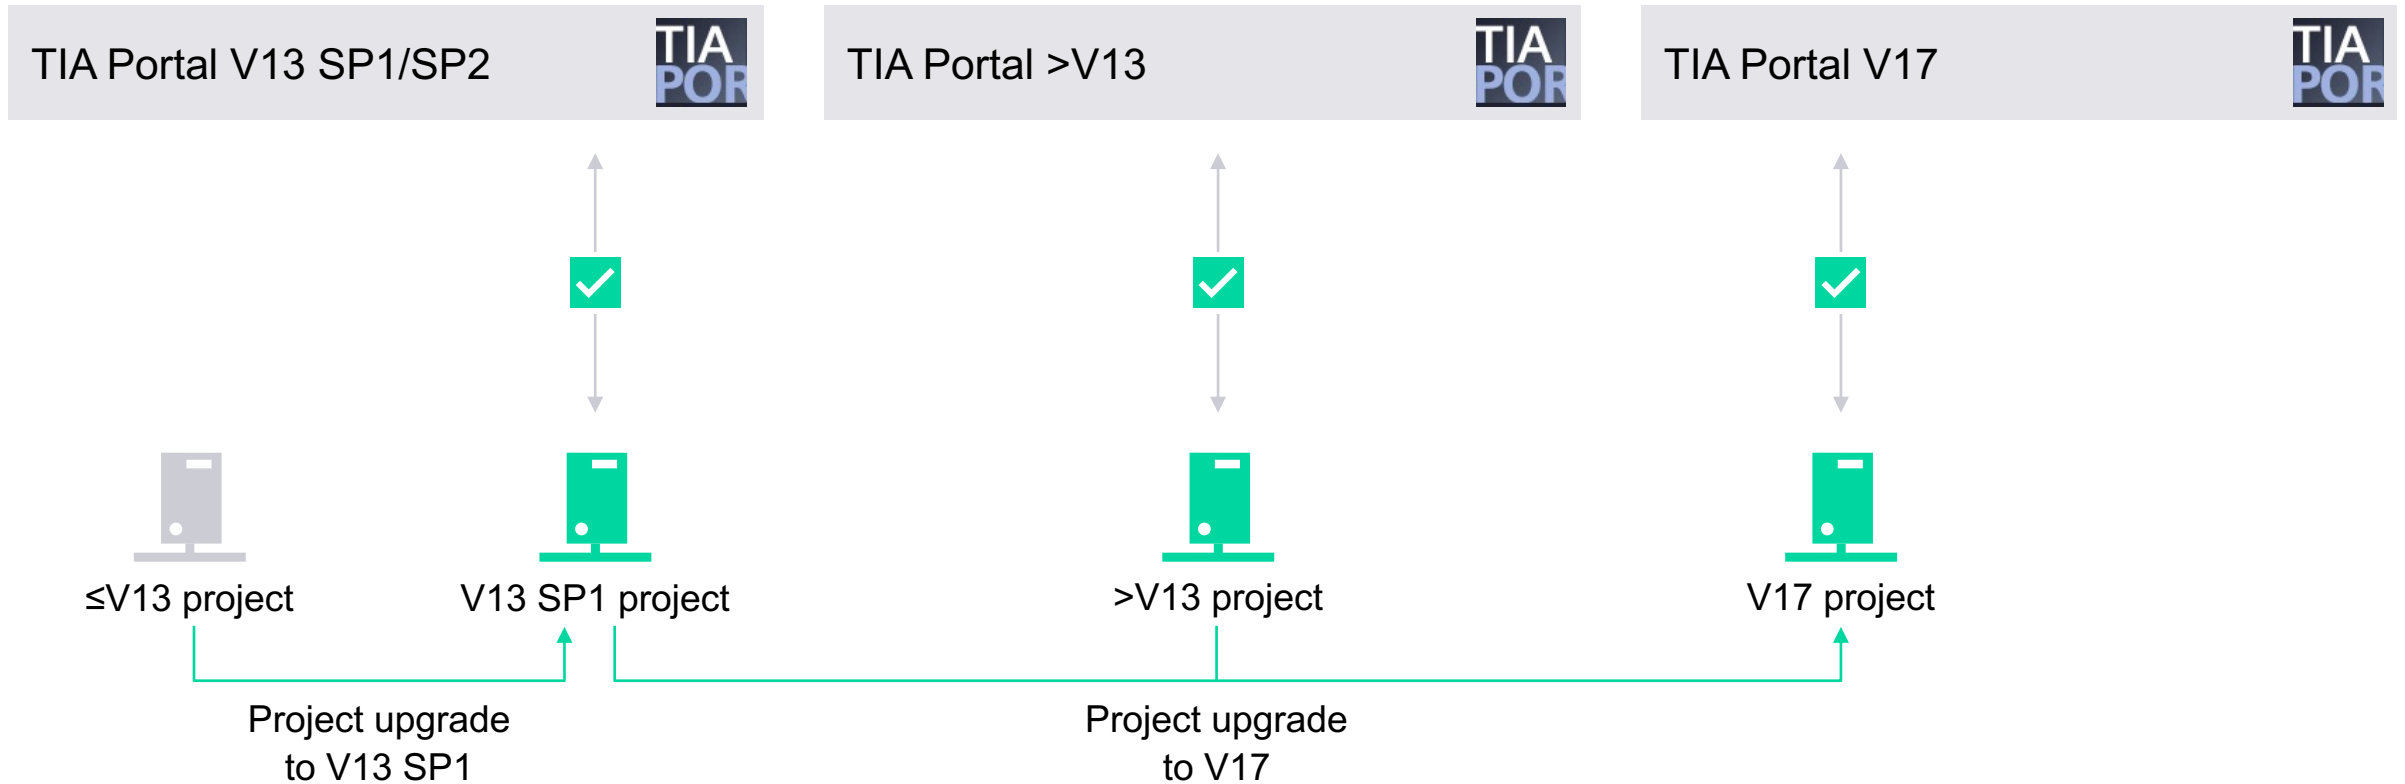 TIA Portal V13 SP1/SP2
TIA
POR
TIA Portal >V13
TIA
POR
TIA Portal V17
TIA
POR
≤V13 project
V13 SP1 project
>V13 project
V17 project
Project upgrade
to V13 SP1
Project upgrade
to V17